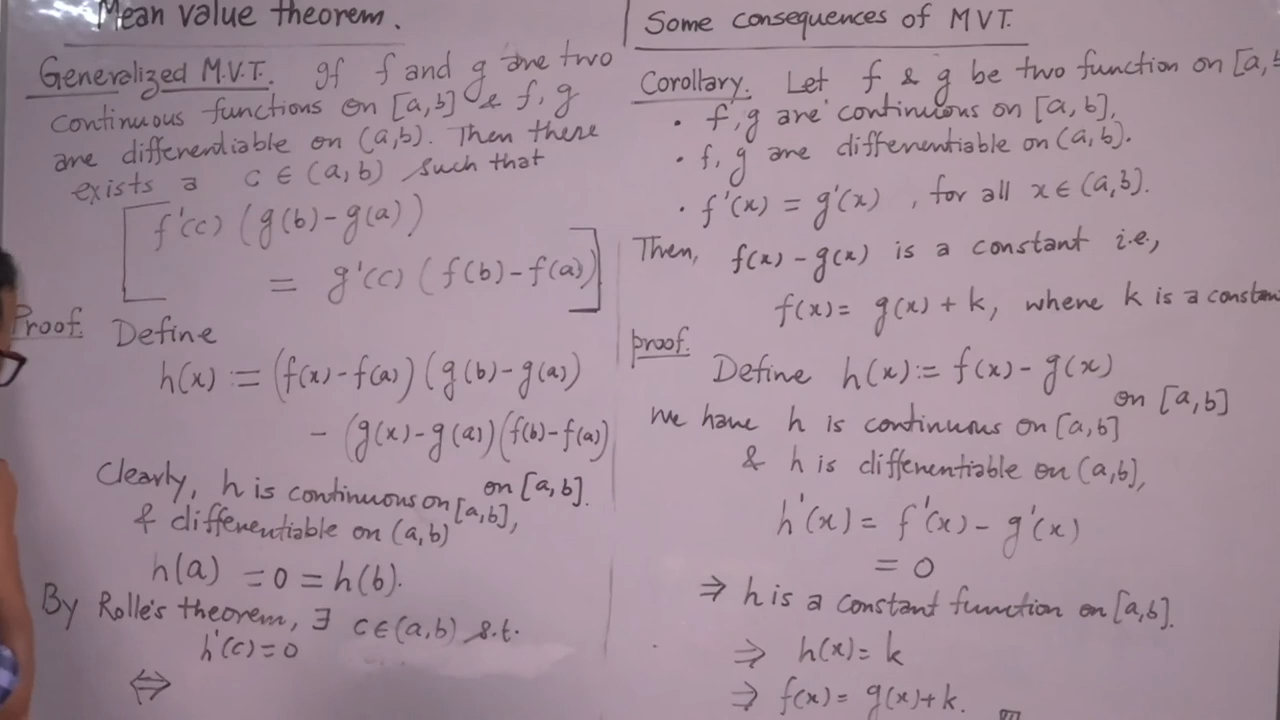 Mean value theorem.
Generalized M.V.T. If f and g are two
continuous functions on [a,b] & f, g
are differentiable on (a,b). Then there
exists a c ∈ (a,b) such that
f'(c) (g(b)-g(a))
= g'(c) (f(b)-f(a))
Proof. Define
h(x) := (f(x)-f(a)) (g(b)-g(a))
- (g(x)-g(a)) (f(b)-f(a))
on [a,b].
Clearly, h is continuous on [a,b],
& differentiable on (a,b)
h(a) = 0 = h(b).
By Rolle's theorem, ∃ c∈(a,b) s.t.
h'(c) = 0
⇔
Some consequences of MVT.
Corollary. Let f & g be two function on [a,
• f, g are continuous on [a,b],
• f, g are differentiable on (a,b).
• f'(x) = g'(x), for all x ∈ (a,b).
Then, f(x) - g(x) is a constant i.e.,
f(x) = g(x) + k, where k is a constan
proof.
Define h(x) := f(x) - g(x)
on [a,b]
We have h is continuous on [a,b]
& h is differentiable on (a,b),
h'(x) = f'(x) - g'(x)
= 0
⇒ h is a constant function on [a,b].
⇒ h(x) = k
⇒ f(x) = g(x)+k.